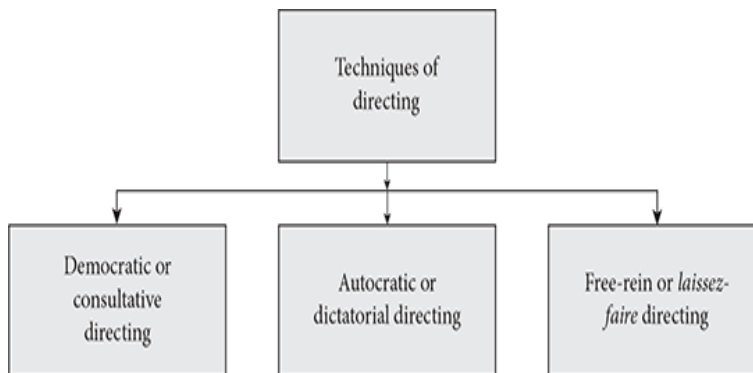 Techniques of
directing
Democratic or
consultative
directing
Autocratic or
dictatorial directing
Free-rein or laissez-
faire directing